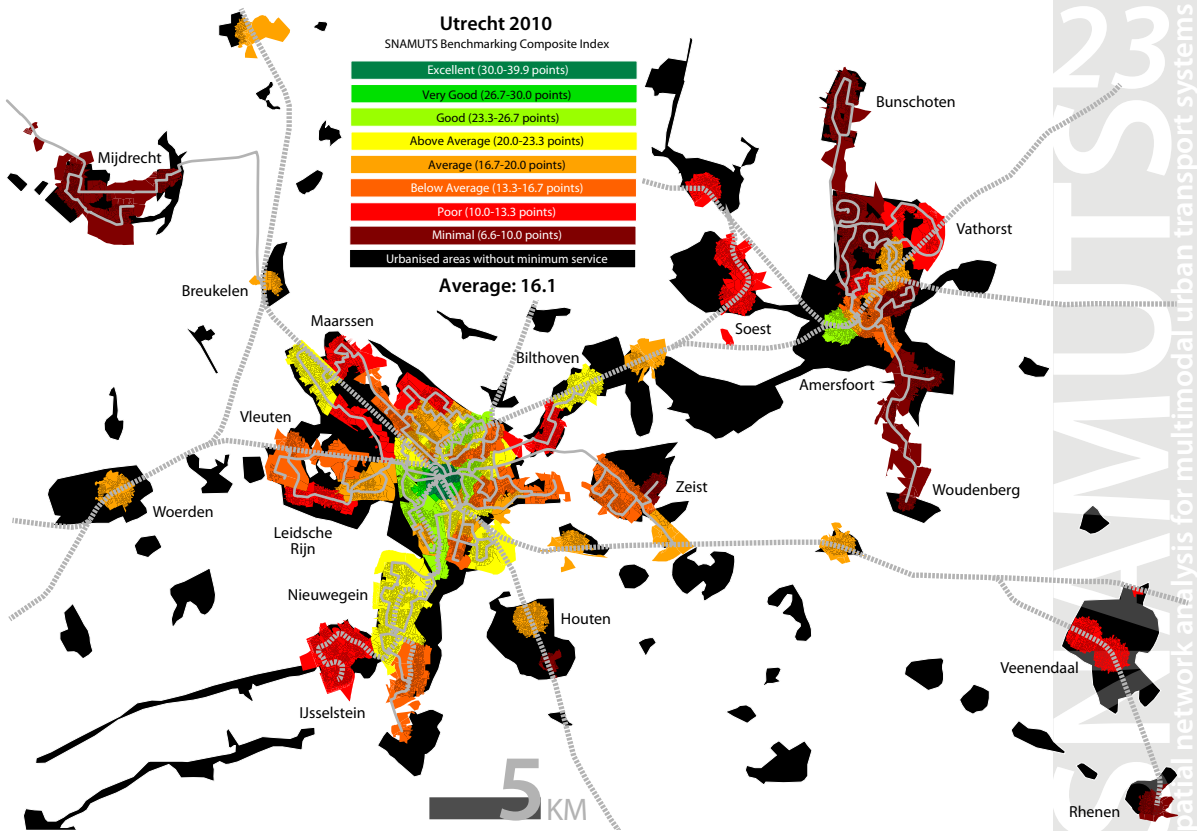 Utrecht 2010
SNAMUTS Benchmarking Composite Index
Excellent (30.0-39.9 points)
Very Good (26.7-30.0 points)
Good (23.3-26.7 points)
Above Average (20.0-23.3 points)
Average (16.7-20.0 points)
Below Average (13.3-16.7 points)
Poor (10.0-13.3 points)
Minimal (6.6-10.0 points)
Urbanised areas without minimum service
Average: 16.1
Bunschoten
Mijdrecht
Vathorst
Breukelen
Maarssen
Soest
Bilthoven
Amersfoort
Vleuten
Zeist
Woudenberg
Woerden
Leidsche
Rijn
Nieuwegein
Houten
Veenendaal
IJsselstein
Rhenen
5 KM
SNAMUTS 23
spatial network analysis for multimodal urban transport systems